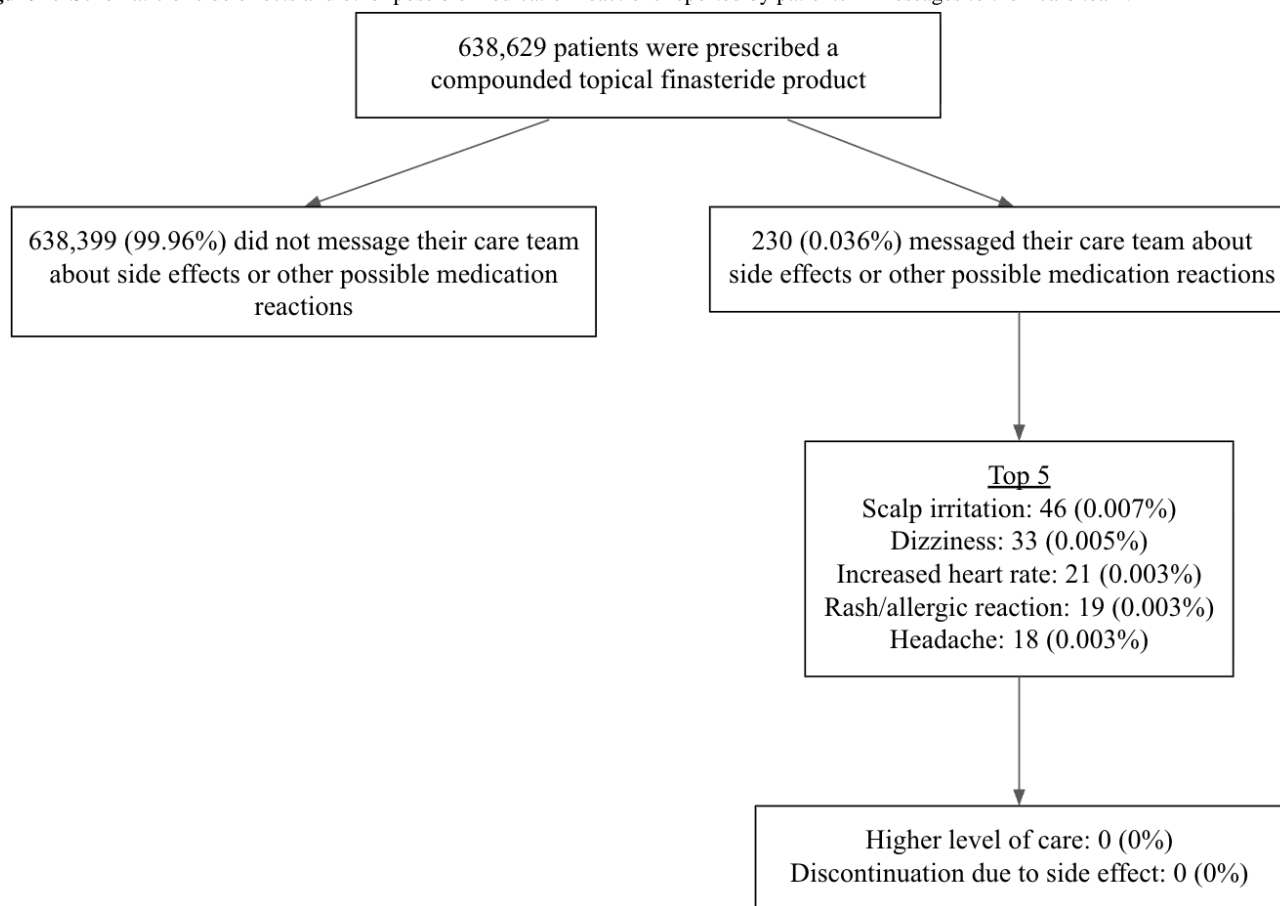 638,629 patients were prescribed a
compounded topical finasteride product
638,399 (99.96%) did not message their care team
about side effects or other possible medication
reactions
230 (0.036%) messaged their care team about
side effects or other possible medication reactions
Top 5
Scalp irritation: 46 (0.007%)
Dizziness: 33 (0.005%)
Increased heart rate: 21 (0.003%)
Rash/allergic reaction: 19 (0.003%)
Headache: 18 (0.003%)
Higher level of care: 0 (0%)
Discontinuation due to side effect: 0 (0%)